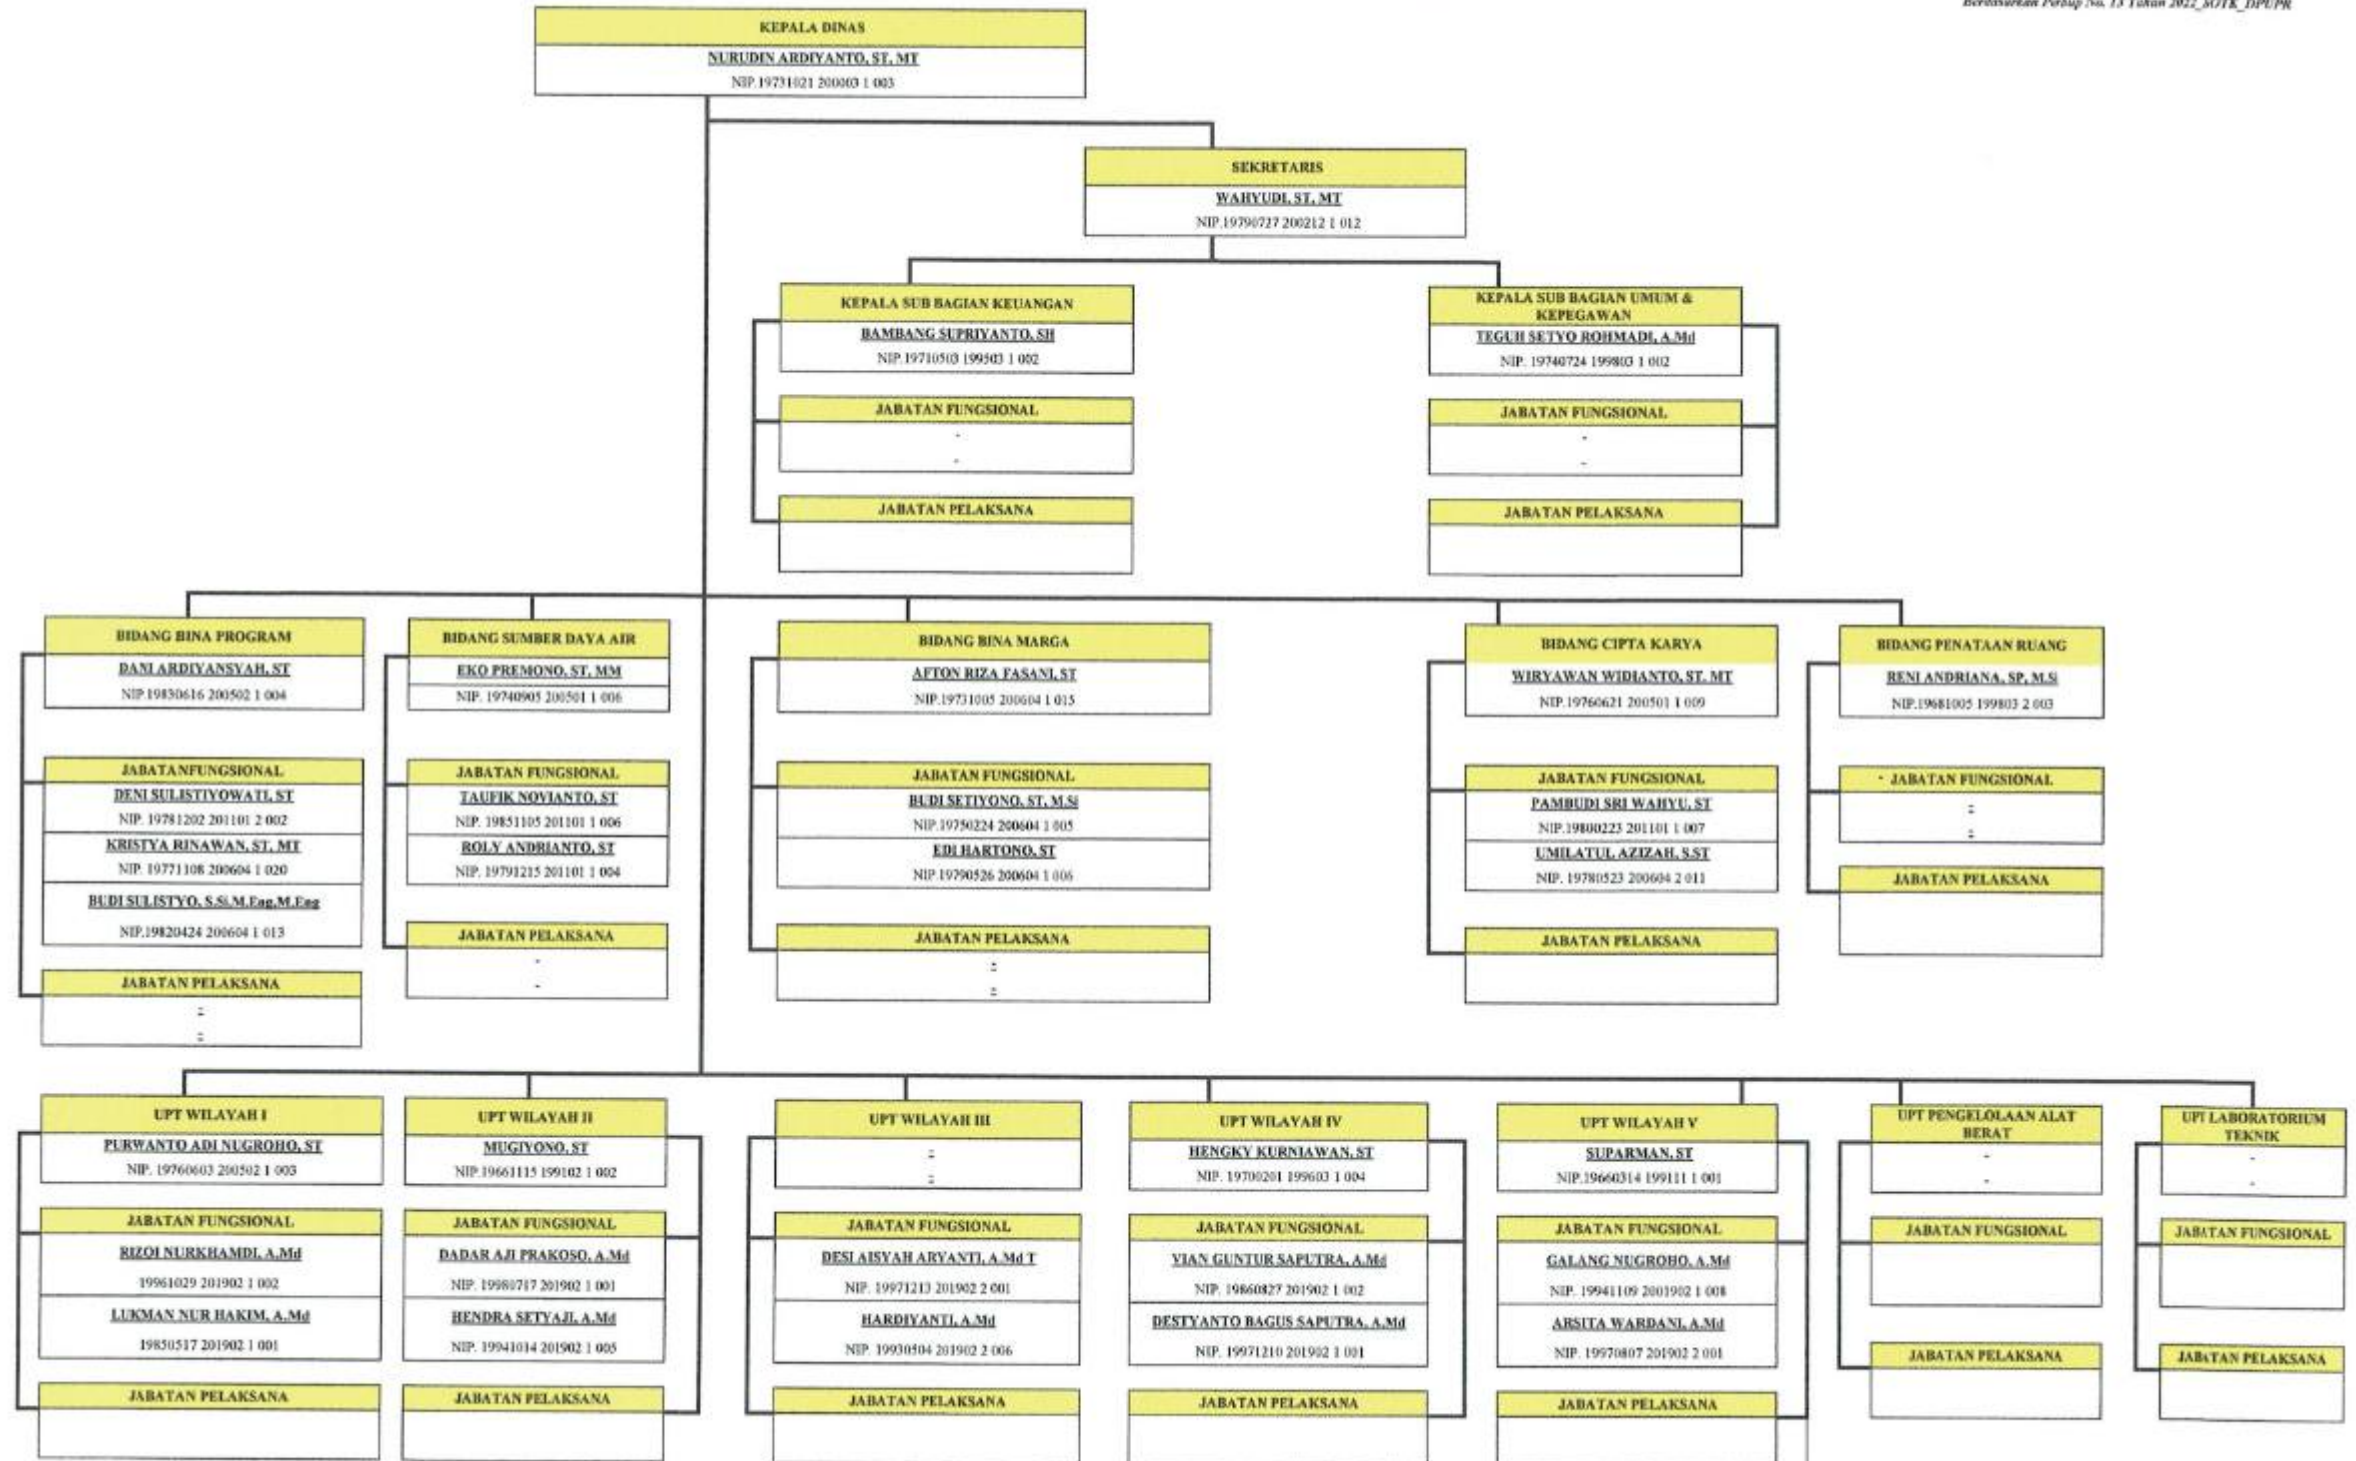 Berdasarkan Perbup No. 13 Tahun 2022_SOTK_DPUPR
KEPALA DINAS
NURUDIN ARDIYANTO, ST, MT
NIP.19731021 200003 1 003
SEKRETARIS
WAHYUDI, ST, MT
NIP.19790727 200212 1 012
KEPALA SUB BAGIAN KEUANGAN
BAMBANG SUPRIYANTO, SH
NIP.19710503 199503 1 002
JABATAN FUNGSIONAL
-
-
JABATAN PELAKSANA
KEPALA SUB BAGIAN UMUM &
KEPEGAWAN
TEGUH SETYO ROHMADI, A.Md
NIP. 19740724 199803 1 002
JABATAN FUNGSIONAL
-
-
JABATAN PELAKSANA
BIDANG BINA PROGRAM
DANI ARDIYANSYAH, ST
NIP.19830616 200502 1 004
JABATANFUNGSIONAL
DENI SULISTIYOWATI, ST
NIP. 19781202 201101 2 002
KRISTYA RINAWAN, ST, MT
NIP. 19771108 200604 1 020
BUDI SULISTYO, S.Si,M.Eng,M.Eng
NIP.19820424 200604 1 013
JABATAN PELAKSANA
-
-
BIDANG SUMBER DAYA AIR
EKO PREMONO, ST, MM
NIP. 19740905 200501 1 006
JABATAN FUNGSIONAL
TAUFIK NOVIANTO, ST
NIP. 19851105 201101 1 006
ROLY ANDRIANTO, ST
NIP. 19791215 201101 1 004
JABATAN PELAKSANA
-
-
BIDANG BINA MARGA
AFTON RIZA FASANI, ST
NIP.19731005 200604 1 015
JABATAN FUNGSIONAL
BUDI SETIYONO, ST, M.Si
NIP.19750224 200604 1 005
EDI HARTONO, ST
NIP.19790526 200604 1 006
JABATAN PELAKSANA
-
-
BIDANG CIPTA KARYA
WIRYAWAN WIDIANTO, ST, MT
NIP.19760621 200501 1 009
JABATAN FUNGSIONAL
PAMBUDI SRI WAHYU, ST
NIP.19800223 201101 1 007
UMILATUL AZIZAH, S.ST
NIP. 19780523 200604 2 011
JABATAN PELAKSANA
BIDANG PENATAAN RUANG
RENI ANDRIANA, SP, M.Si
NIP.19681005 199803 2 003
- JABATAN FUNGSIONAL
-
-
JABATAN PELAKSANA
UPT WILAYAH I
PURWANTO ADI NUGROHO, ST
NIP. 19760603 200502 1 003
JABATAN FUNGSIONAL
RIZQI NURKHAMDI, A.Md
19961029 201902 1 002
LUKMAN NUR HAKIM, A.Md
19850517 201902 1 001
JABATAN PELAKSANA
UPT WILAYAH II
MUGIYONO, ST
NIP.19661115 199102 1 002
JABATAN FUNGSIONAL
DADAR AJI PRAKOSO, A.Md
NIP. 19980717 201902 1 001
HENDRA SETYAJI, A.Md
NIP. 19941014 201902 1 005
JABATAN PELAKSANA
UPT WILAYAH III
-
-
JABATAN FUNGSIONAL
DESI AISYAH ARYANTI, A.Md T
NIP. 19971213 201902 2 001
HARDIYANTI, A.Md
NIP. 19930504 201902 2 006
JABATAN PELAKSANA
UPT WILAYAH IV
HENGKY KURNIAWAN, ST
NIP. 19700201 199603 1 004
JABATAN FUNGSIONAL
VIAN GUNTUR SAPUTRA, A.Md
NIP. 19860827 201902 1 002
DESTYANTO BAGUS SAPUTRA, A.Md
NIP. 19971210 201902 1 001
JABATAN PELAKSANA
UPT WILAYAH V
SUPARMAN, ST
NIP.19660314 199111 1 001
JABATAN FUNGSIONAL
GALANG NUGROHO, A.Md
NIP. 19941109 2001902 1 008
ARSITA WARDANI, A.Md
NIP. 19970807 201902 2 001
JABATAN PELAKSANA
UPT PENGELOLAAN ALAT
BERAT
-
-
JABATAN FUNGSIONAL
JABATAN PELAKSANA
UPT LABORATORIUM
TEKNIK
-
-
JABATAN FUNGSIONAL
JABATAN PELAKSANA